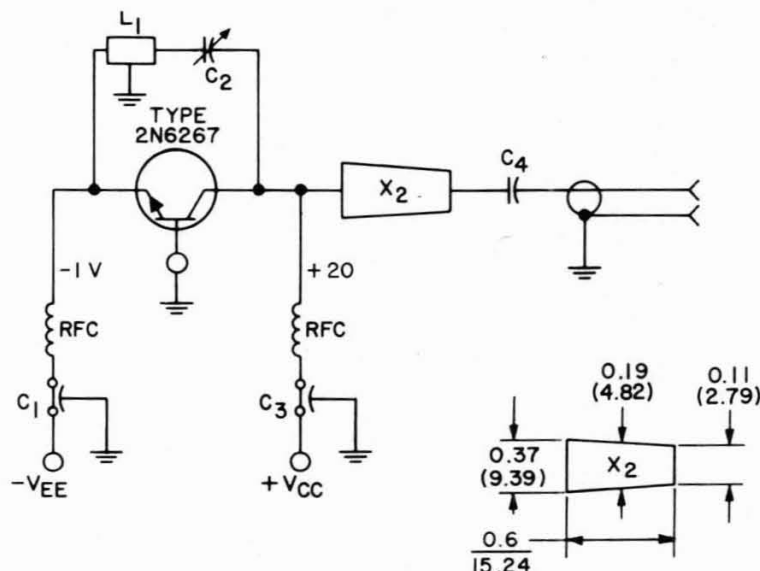 L1
C2
TYPE
2N6267
X2
C4
-1 V
+20
RFC
RFC
C1
C3
-VEE
+VCC
0.19
(4.82)
0.11
(2.79)
0.37
(9.39)
X2
0.6
15.24